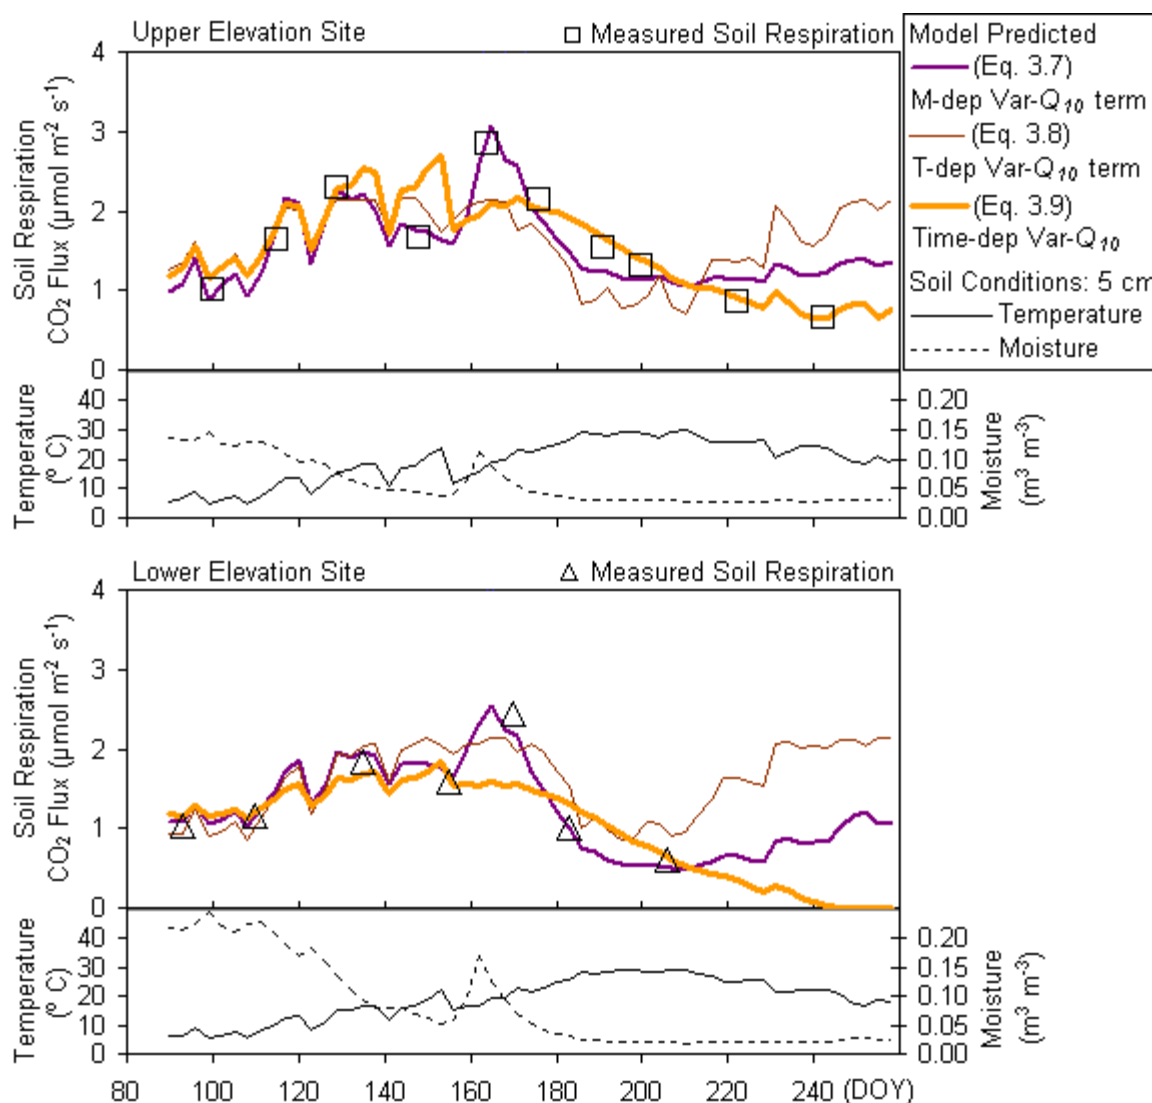 Upper Elevation Site
□ Measured Soil Respiration
4
3
2
1
0
Soil Respiration
CO₂ Flux (µmol m⁻² s⁻¹)
Model Predicted
(Eq. 3.7)
M-dep Var-Q₁₀ term
(Eq. 3.8)
T-dep Var-Q₁₀ term
(Eq. 3.9)
Time-dep Var-Q₁₀
Soil Conditions: 5 cm
Temperature
Moisture
40
30
20
10
0
Temperature
(º C)
0.20
0.15
0.10
0.05
0.00
Moisture
(m³ m⁻³)
Lower Elevation Site
△ Measured Soil Respiration
4
3
2
1
0
Soil Respiration
CO₂ Flux (µmol m⁻² s⁻¹)
40
30
20
10
0
Temperature
(º C)
0.20
0.15
0.10
0.05
0.00
Moisture
(m³ m⁻³)
80 100 120 140 160 180 200 220 240 (DOY)